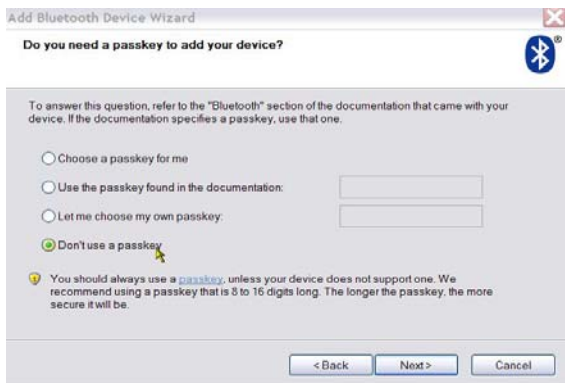 Add Bluetooth Device Wizard
Do you need a passkey to add your device?
®
To answer this question, refer to the "Bluetooth" section of the documentation that came with your
device. If the documentation specifies a passkey, use that one.
Choose a passkey for me
Use the passkey found in the documentation:
Let me choose my own passkey:
Don't use a passkey
You should always use a passkey, unless your device does not support one. We
recommend using a passkey that is 8 to 16 digits long. The longer the passkey, the more
secure it will be.
< Back Next > Cancel